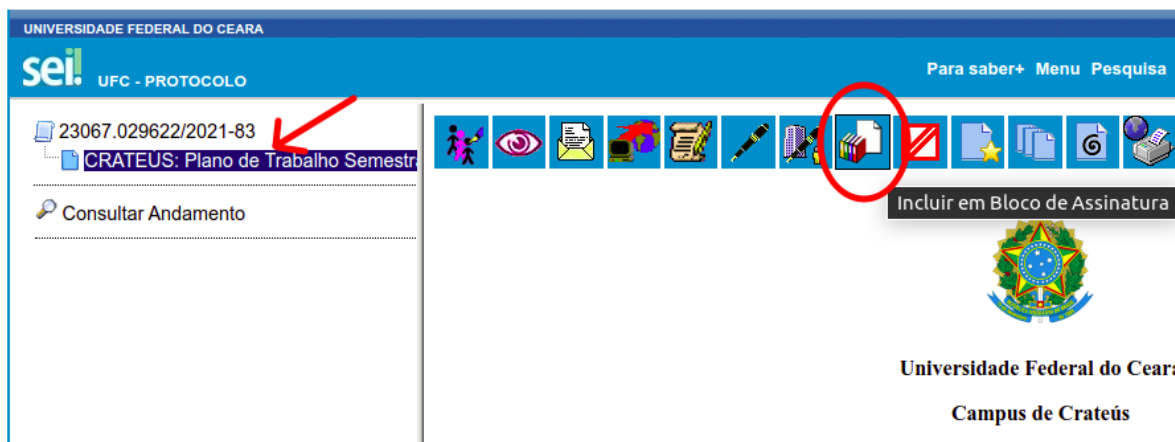 UNIVERSIDADE FEDERAL DO CEARA
sei! UFC - PROTOCOLO
Para saber+ Menu Pesquisa
23067.029622/2021-83
CRATEUS: Plano de Trabalho Semestra
Consultar Andamento
Incluir em Bloco de Assinatura
Universidade Federal do Ceará
Campus de Crateús